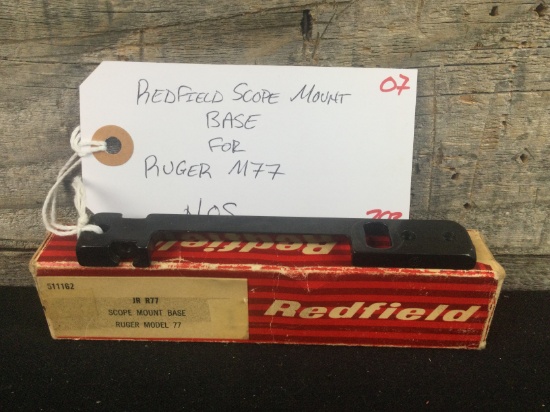 REDFIELD SCOPE MOUNT
07
BASE
FOR
RUGER M77
NOS
Redfield
511162
JR R77
SCOPE MOUNT BASE
RUGER MODEL 77
Redfield